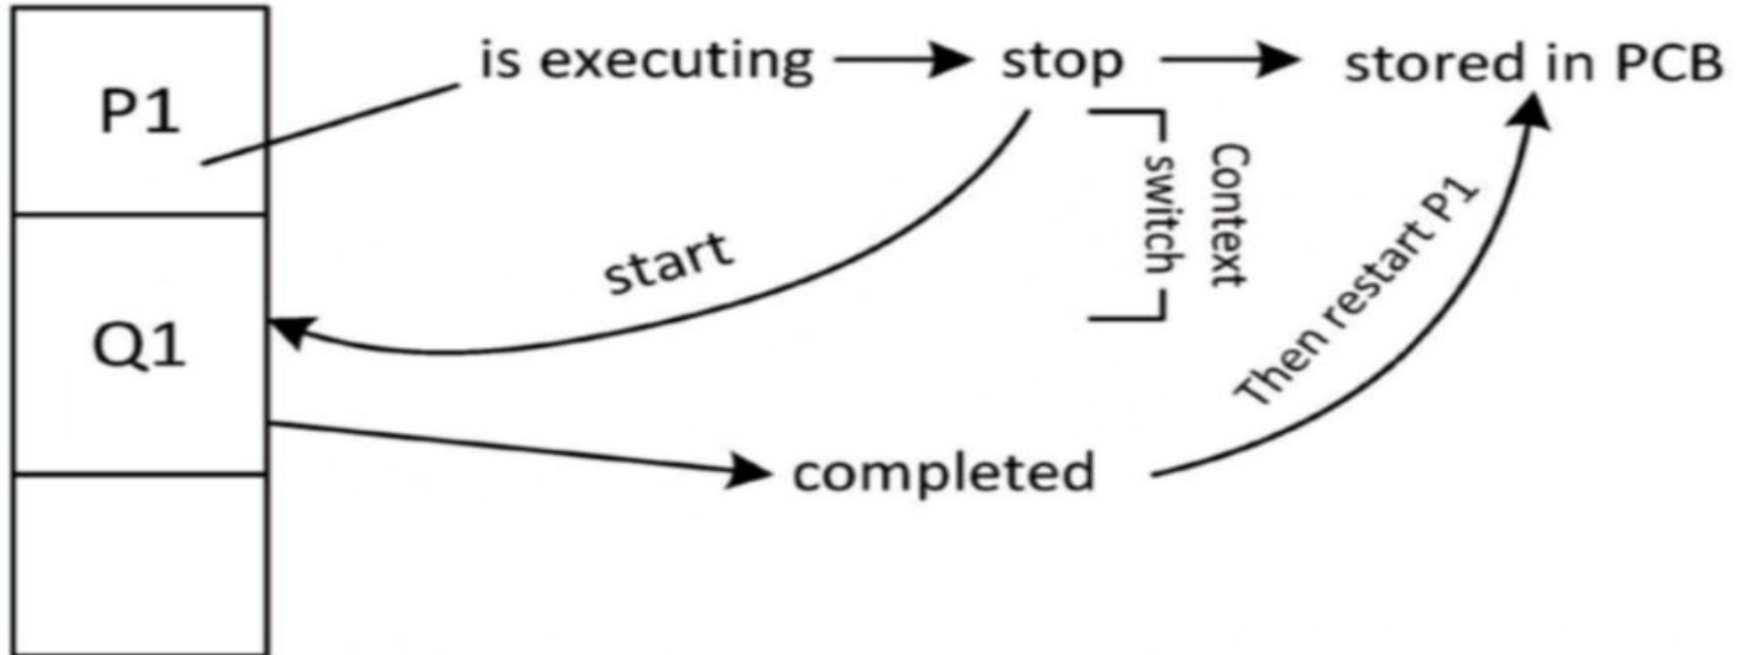 P1
is executing
stop
stored in PCB
Context
switch
start
Q1
Then restart P1
completed